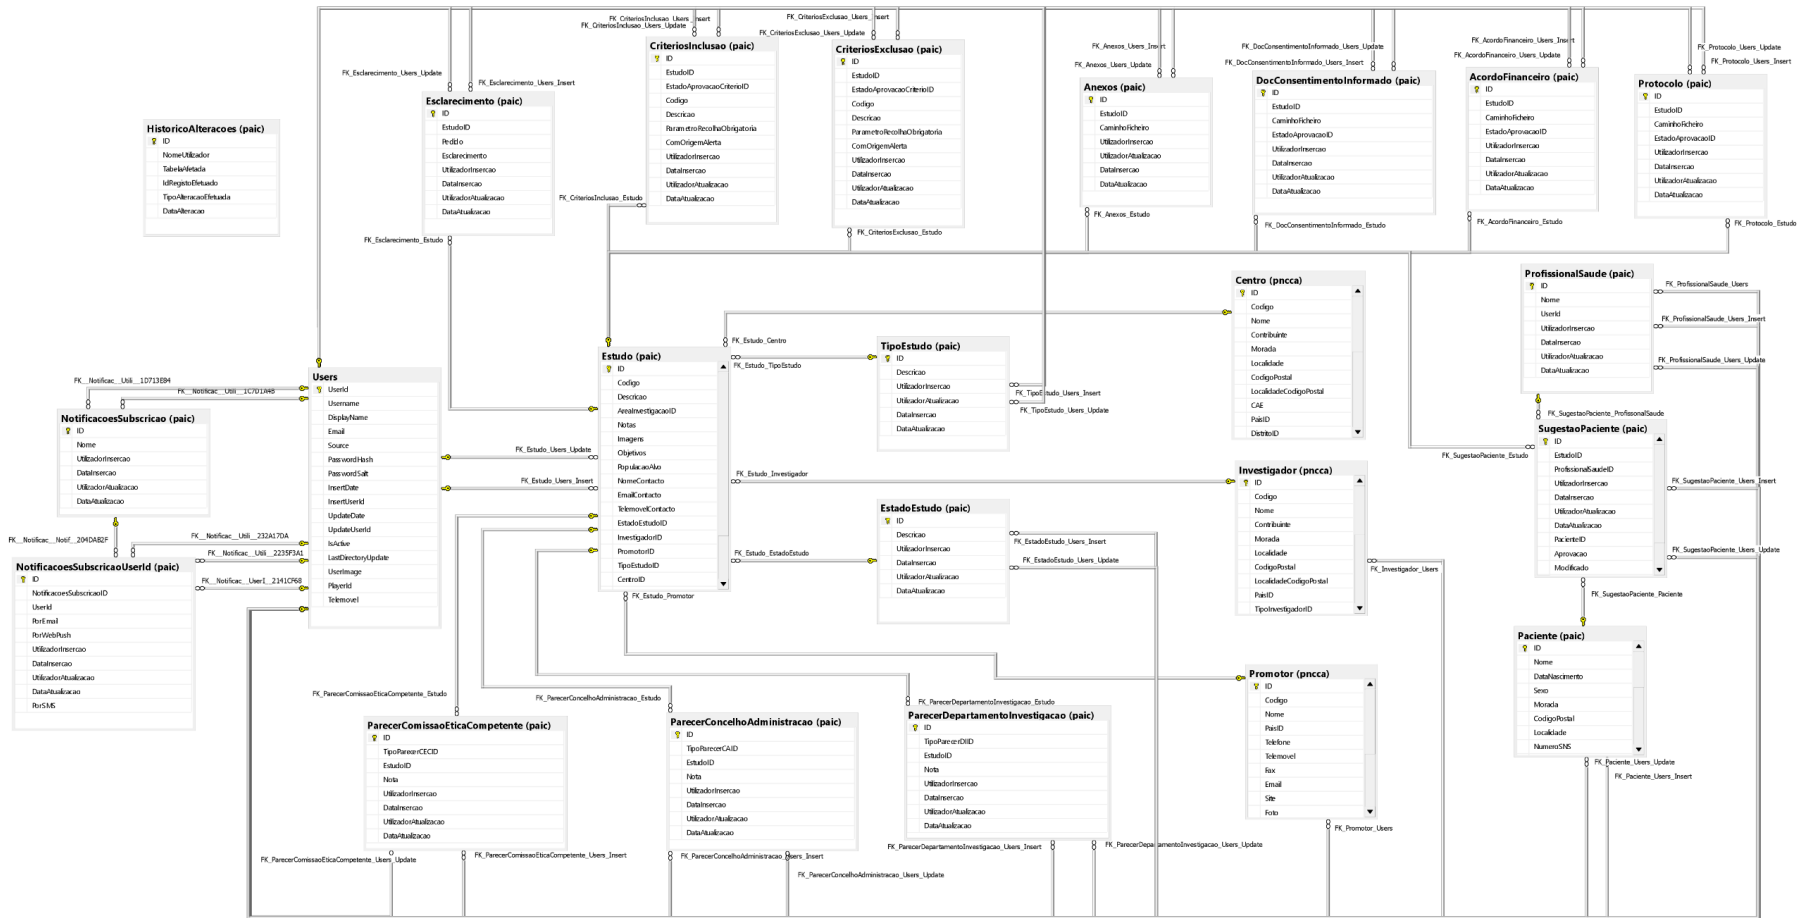 FK_CriteriosInclusao_Users_Insert
FK_CriteriosInclusao_Users_Update
FK_CriteriosExclusao_Users_Insert
FK_CriteriosExclusao_Users_Update
FK_Anexos_Users_Insert
FK_Anexos_Users_Update
FK_DocConsentimentoInformado_Users_Update
FK_DocConsentimentoInformado_Users_Insert
FK_AcordoFinanceiro_Users_Insert
FK_AcordoFinanceiro_Users_Update
FK_Protocolo_Users_Update
FK_Protocolo_Users_Insert
FK_Esclarecimento_Users_Update
FK_Esclarecimento_Users_Insert
HistoricoAlteracoes (paic)
ID
NomeUtilizador
TabelaAfetada
IdRegistoEfetuado
TipoAlteracaoEfetuada
DataAlteracao
Esclarecimento (paic)
ID
EstudoID
Pedido
Esclarecimento
UtilizadorInsercao
DataInsercao
UtilizadorAtualizacao
DataAtualizacao
FK_Esclarecimento_Estudo
CriteriosInclusao (paic)
ID
EstudoID
EstadoAprovacaoCriterioID
Codigo
Descricao
ParametroRecolhaObrigatoria
ComOrigemAlerta
UtilizadorInsercao
DataInsercao
UtilizadorAtualizacao
DataAtualizacao
FK_CriteriosInclusao_Estudo
CriteriosExclusao (paic)
ID
EstudoID
EstadoAprovacaoCriterioID
Codigo
Descricao
ParametroRecolhaObrigatoria
ComOrigemAlerta
UtilizadorInsercao
DataInsercao
UtilizadorAtualizacao
DataAtualizacao
FK_CriteriosExclusao_Estudo
Anexos (paic)
ID
EstudoID
CaminhoFicheiro
UtilizadorInsercao
UtilizadorAtualizacao
DataInsercao
DataAtualizacao
FK_Anexos_Estudo
DocConsentimentoInformado (paic)
ID
EstudoID
CaminhoFicheiro
EstadoAprovacaoID
UtilizadorInsercao
DataInsercao
UtilizadorAtualizacao
DataAtualizacao
FK_DocConsentimentoInformado_Estudo
AcordoFinanceiro (paic)
ID
EstudoID
CaminhoFicheiro
EstadoAprovacaoID
UtilizadorInsercao
DataInsercao
UtilizadorAtualizacao
DataAtualizacao
FK_AcordoFinanceiro_Estudo
Protocolo (paic)
ID
EstudoID
CaminhoFicheiro
EstadoAprovacaoID
UtilizadorInsercao
DataInsercao
UtilizadorAtualizacao
DataAtualizacao
FK_Protocolo_Estudo
Users
UserId
Username
DisplayName
Email
Source
PasswordHash
PasswordSalt
InsertDate
InsertUserId
UpdateDate
UpdateUserId
IsActive
LastDirectoryUpdate
UserImage
PlayerId
Telemovel
FK__Notificac__Utili__1D713E84
FK__Notificac__Utili__1C7D1A4B
NotificacoesSubscricao (paic)
ID
Nome
UtilizadorInsercao
DataInsercao
UtilizadorAtualizacao
DataAtualizacao
FK__Notificac__Notif__204DAB2F
FK__Notificac__Utili__232A17DA
FK__Notificac__Utili__2235F3A1
FK__Notificac__UserI__2141CF68
NotificacoesSubscricaoUserId (paic)
ID
NotificacoesSubscricaoID
UserId
PorEmail
PorWebPush
UtilizadorInsercao
DataInsercao
UtilizadorAtualizacao
DataAtualizacao
PorSMS
Estudo (paic)
ID
Codigo
Descricao
AreaInvestigacaoID
Notas
Imagens
Objetivos
PopulacaoAlvo
NomeContacto
EmailContacto
TelemovelContacto
EstadoEstudoID
InvestigadorID
PromotorID
TipoEstudoID
CentroID
FK_Estudo_Users_Update
FK_Estudo_Users_Insert
FK_Estudo_Centro
FK_Estudo_TipoEstudo
FK_Estudo_Investigador
FK_Estudo_EstadoEstudo
FK_Estudo_Promotor
TipoEstudo (paic)
ID
Descricao
UtilizadorInsercao
UtilizadorAtualizacao
DataInsercao
DataAtualizacao
FK_TipoEstudo_Users_Insert
FK_TipoEstudo_Users_Update
EstadoEstudo (paic)
ID
Descricao
UtilizadorInsercao
DataInsercao
UtilizadorAtualizacao
DataAtualizacao
FK_EstadoEstudo_Users_Insert
FK_EstadoEstudo_Users_Update
Centro (pncca)
ID
Codigo
Nome
Contribuinte
Morada
Localidade
CodigoPostal
LocalidadeCodigoPostal
CAE
PaisID
DistritoID
Investigador (pncca)
ID
Codigo
Nome
Contribuinte
Morada
Localidade
CodigoPostal
LocalidadeCodigoPostal
PaisID
TipoInvestigadorID
FK_Investigador_Users
Promotor (pncca)
ID
Codigo
Nome
PaisID
Telefone
Telemovel
Fax
Email
Site
Foto
FK_Promotor_Users
ProfissionalSaude (paic)
ID
Nome
UserId
UtilizadorInsercao
DataInsercao
UtilizadorAtualizacao
DataAtualizacao
FK_ProfissionalSaude_Users
FK_ProfissionalSaude_Users_Insert
FK_ProfissionalSaude_Users_Update
FK_SugestaoPaciente_ProfissonalSaude
FK_SugestaoPaciente_Estudo
SugestaoPaciente (paic)
ID
EstudoID
ProfissionalSaudeID
UtilizadorInsercao
DataInsercao
UtilizadorAtualizacao
DataAtualizacao
PacienteID
Aprovacao
Modificado
FK_SugestaoPaciente_Users_Insert
FK_SugestaoPaciente_Users_Update
FK_SugestaoPaciente_Paciente
Paciente (paic)
ID
Nome
DataNascimento
Sexo
Morada
CodigoPostal
Localidade
NumeroSNS
FK_Paciente_Users_Update
FK_Paciente_Users_Insert
FK_ParecerComissaoEticaCompetente_Estudo
FK_ParecerConcelhoAdministracao_Estudo
FK_ParecerDepartamentoInvestigacao_Estudo
ParecerComissaoEticaCompetente (paic)
ID
TipoParecerCECID
EstudoID
Nota
UtilizadorInsercao
DataInsercao
UtilizadorAtualizacao
DataAtualizacao
FK_ParecerComissaoEticaCompetente_Users_Update
FK_ParecerComissaoEticaCompetente_Users_Insert
ParecerConcelhoAdministracao (paic)
ID
TipoParecerCAID
EstudoID
Nota
UtilizadorInsercao
DataInsercao
UtilizadorAtualizacao
DataAtualizacao
FK_ParecerConcelhoAdministracao_Users_Insert
FK_ParecerConcelhoAdministracao_Users_Update
ParecerDepartamentoInvestigacao (paic)
ID
TipoParecerDIID
EstudoID
Nota
UtilizadorInsercao
DataInsercao
UtilizadorAtualizacao
DataAtualizacao
FK_ParecerDepartamentoInvestigacao_Users_Insert
FK_ParecerDepartamentoInvestigacao_Users_Update